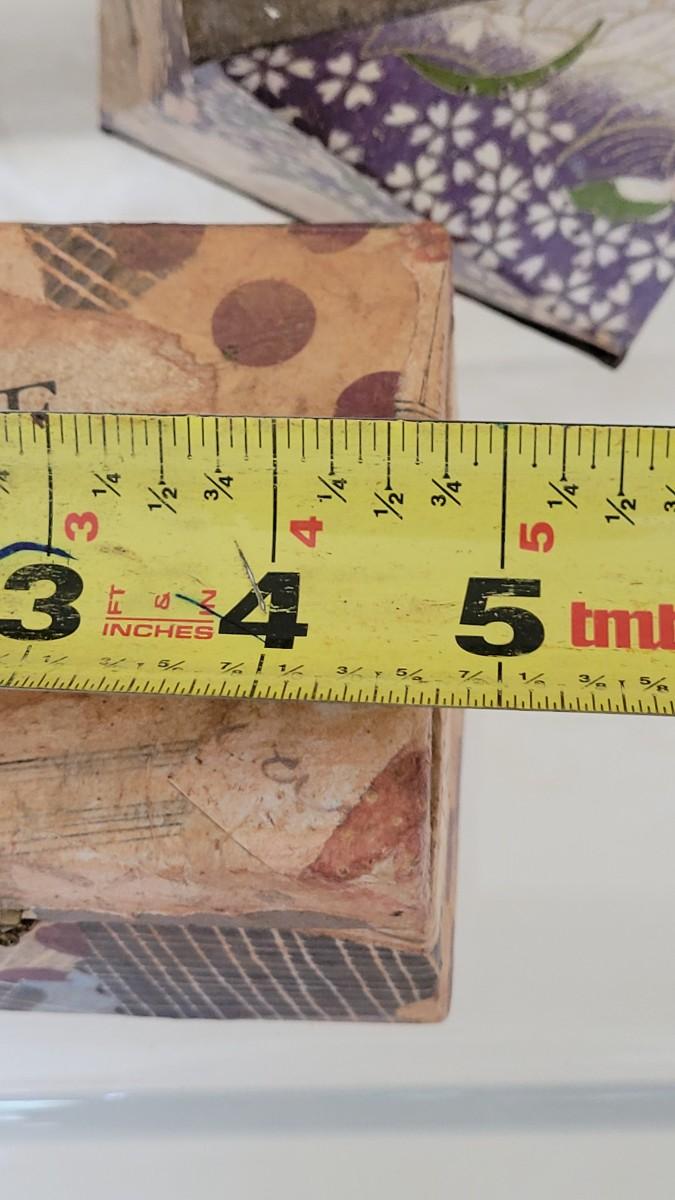 F
1/4 1/2 3/4 1/4 1/2 3/4 1/4 1/2
3 4 5
3 FT & IN 4 5 tmb
INCHES
1/8 3/8 5/8 7/8 1/8 3/8 5/8 7/8 1/8 3/8 5/8